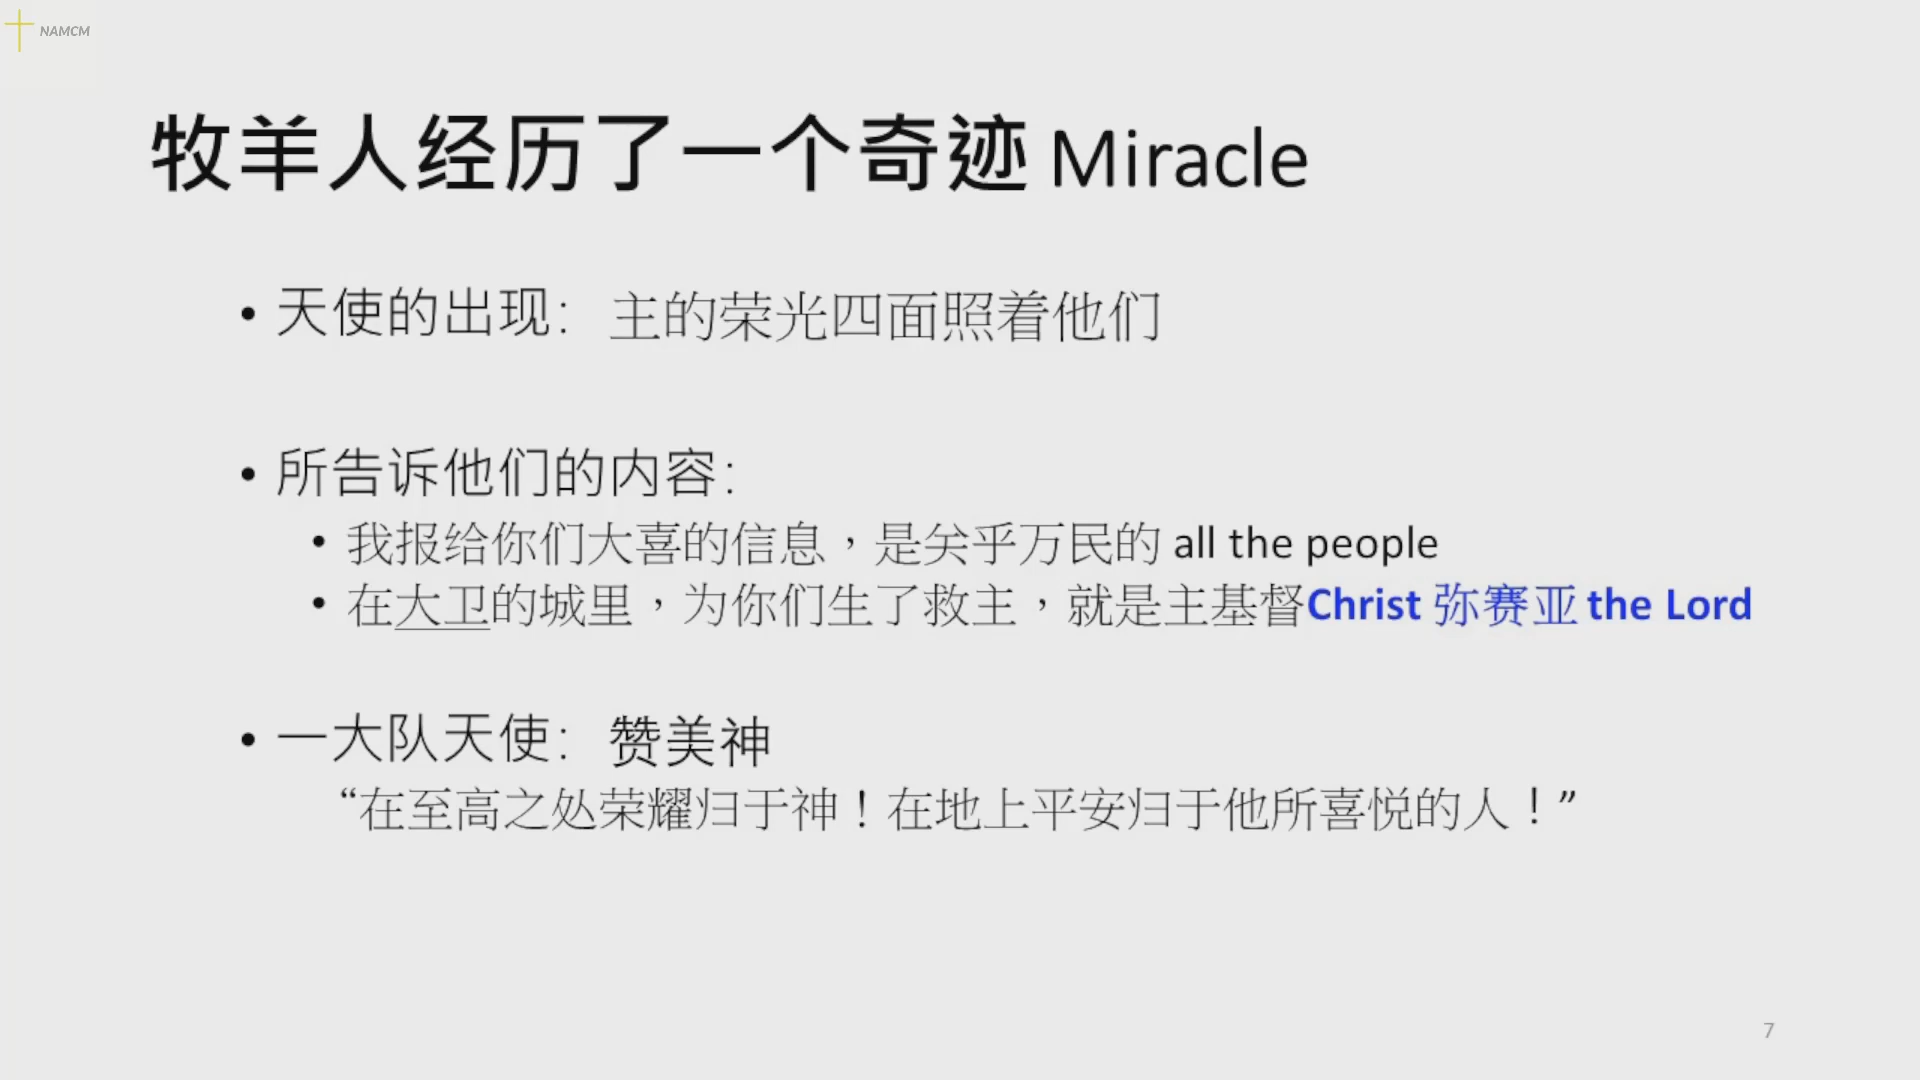 NAMCM
牧羊人经历了一个奇迹 Miracle
• 天使的出现： 主的荣光四面照着他们
• 所告诉他们的内容：
• 我报给你们大喜的信息，是关乎万民的 all the people
• 在大卫的城里，为你们生了救主，就是主基督Christ 弥赛亚 the Lord
• 一大队天使： 赞美神
“在至高之处荣耀归于神！在地上平安归于他所喜悦的人！”
7